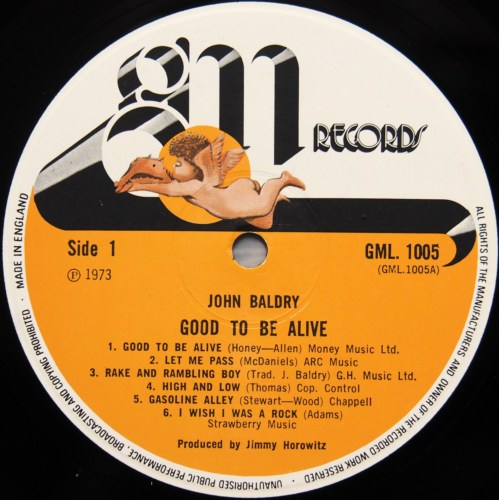 gm
RECORDS
Side 1
Ⓟ 1973
GML. 1005
(GML.1005A)
JOHN BALDRY
GOOD TO BE ALIVE
1. GOOD TO BE ALIVE (Honey—Allen) Money Music Ltd.
2. LET ME PASS (McDaniels) ARC Music
3. RAKE AND RAMBLING BOY (Trad. J. Baldry) G.H. Music Ltd.
4. HIGH AND LOW (Thomas) Cop. Control
5. GASOLINE ALLEY (Stewart—Wood) Chappell
6. I WISH I WAS A ROCK (Adams)
Strawberry Music
Produced by Jimmy Horowitz
ALL RIGHTS OF THE MANUFACTURERS AND OWNER OF THE RECORDED WORK RESERVED · UNAUTHORISED PUBLIC PERFORMANCE, BROADCASTING AND COPYING PROHIBITED · MADE IN ENGLAND